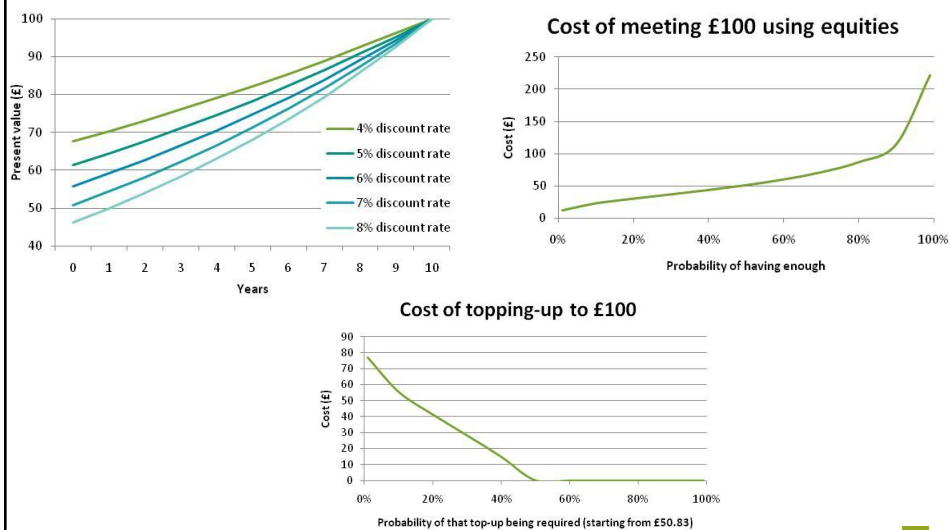 100
90
80
70
60
50
40
Present value (£)
4% discount rate
5% discount rate
6% discount rate
7% discount rate
8% discount rate
0 1 2 3 4 5 6 7 8 9 10
Years
Cost of meeting £100 using equities
250
200
150
100
50
0
Cost (£)
0% 20% 40% 60% 80% 100%
Probability of having enough
Cost of topping-up to £100
90
80
70
60
50
40
30
20
10
0
Cost (£)
0% 20% 40% 60% 80% 100%
Probability of that top-up being required (starting from £50.83)